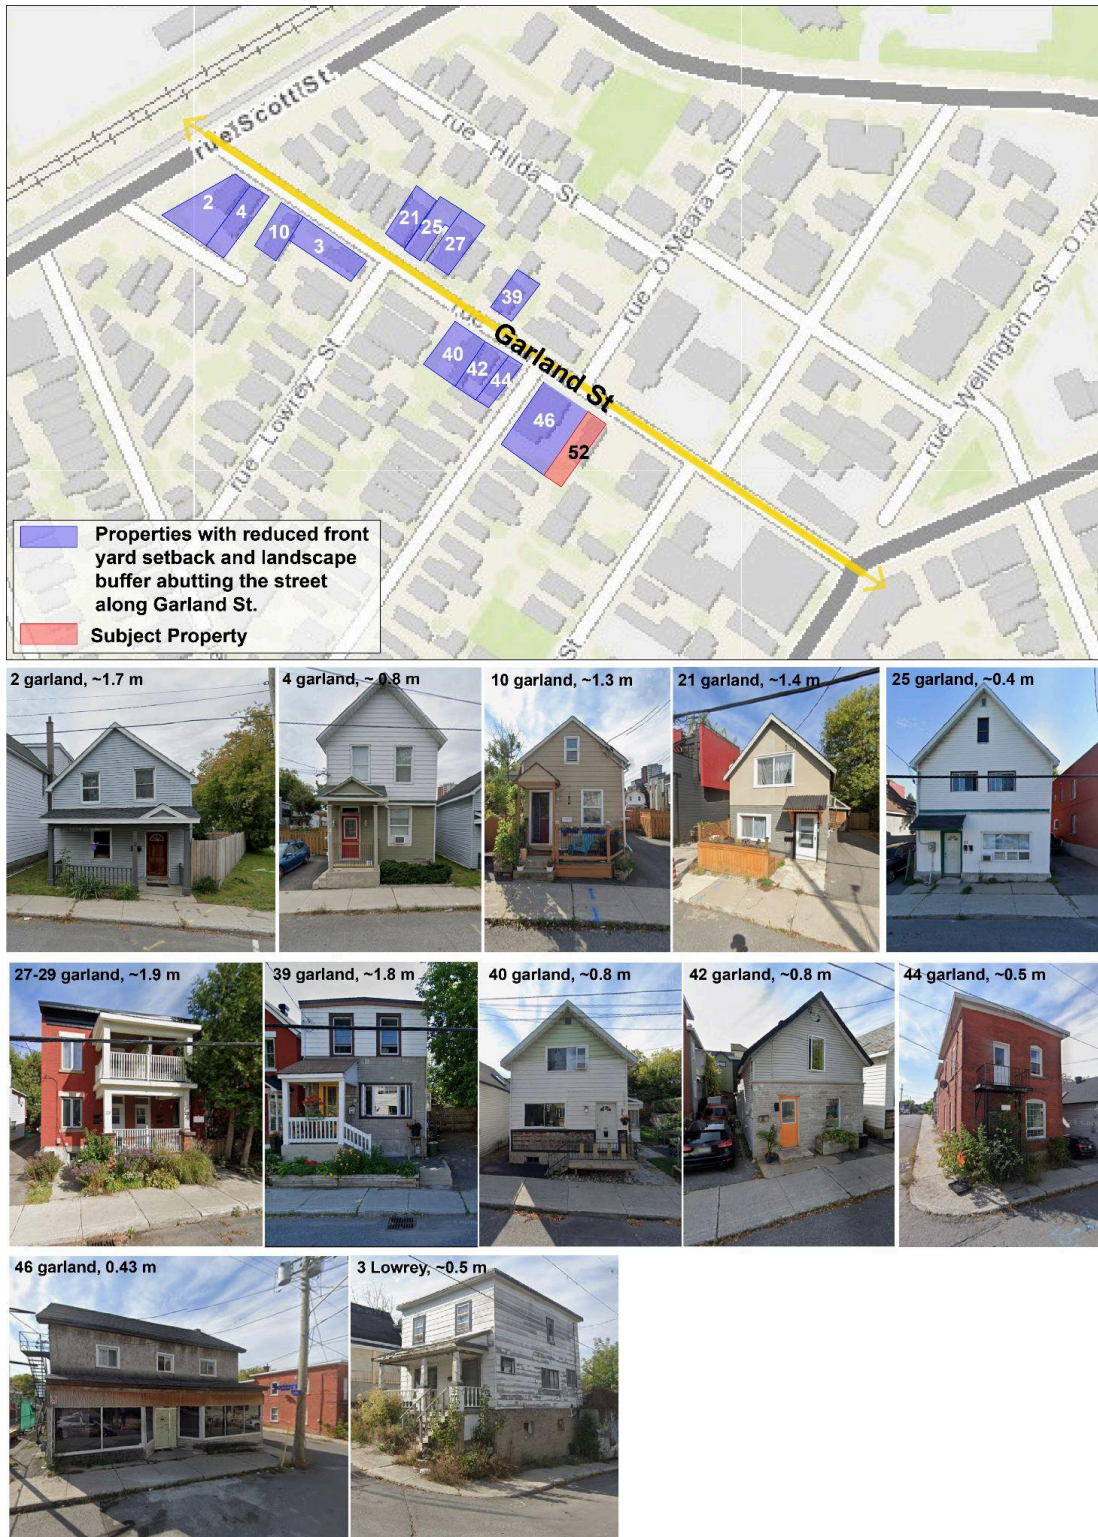 rue Scott St.
rue Hilda St
rue O'Meara St
2
4
10
3
21
25
27
39
rue
Garland St
40
42
44
46
52
rue Lowrey St
rue Wellington St O
St
Properties with reduced front
yard setback and landscape
buffer abutting the street
along Garland St.
Subject Property
2 garland, ~1.7 m
4 garland, ~ 0.8 m
10 garland, ~1.3 m
21 garland, ~1.4 m
25 garland, ~0.4 m
27-29 garland, ~1.9 m
39 garland, ~1.8 m
40 garland, ~0.8 m
42 garland, ~0.8 m
44 garland, ~0.5 m
46 garland, 0.43 m
3 Lowrey, ~0.5 m